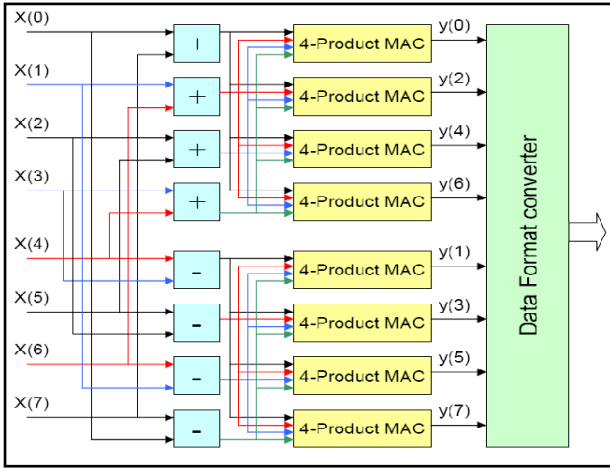 X(0)
I
4-Product MAC
y(0)
X(1)
+
4-Product MAC
y(2)
X(2)
+
4-Product MAC
y(4)
X(3)
+
4-Product MAC
y(6)
X(4)
-
4-Product MAC
y(1)
X(5)
-
4-Product MAC
y(3)
X(6)
-
4-Product MAC
y(5)
X(7)
-
4-Product MAC
y(7)
Data Format converter